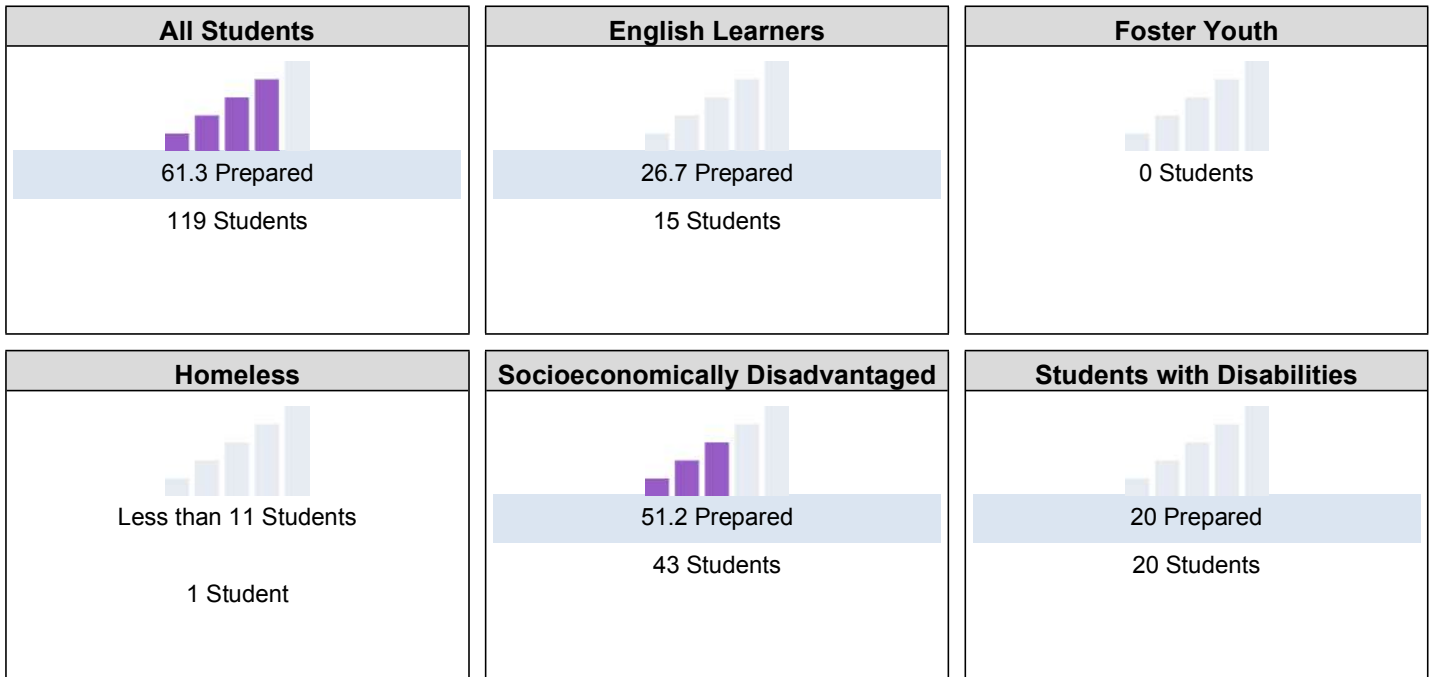 All Students
61.3 Prepared
119 Students
English Learners
26.7 Prepared
15 Students
Foster Youth
0 Students
Homeless
Less than 11 Students
1 Student
Socioeconomically Disadvantaged
51.2 Prepared
43 Students
Students with Disabilities
20 Prepared
20 Students